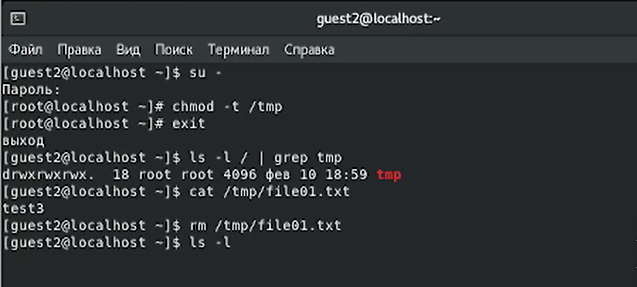 guest2@localhost:~
Файл Правка Вид Поиск Терминал Справка
[guest2@localhost ~]$ su -
Пароль:
[root@localhost ~]# chmod -t /tmp
[root@localhost ~]# exit
выход
[guest2@localhost ~]$ ls -l / | grep tmp
drwxrwxrwx.  18 root root 4096 фев 10 18:59 tmp
[guest2@localhost ~]$ cat /tmp/file01.txt
test3
[guest2@localhost ~]$ rm /tmp/file01.txt
[guest2@localhost ~]$ ls -l